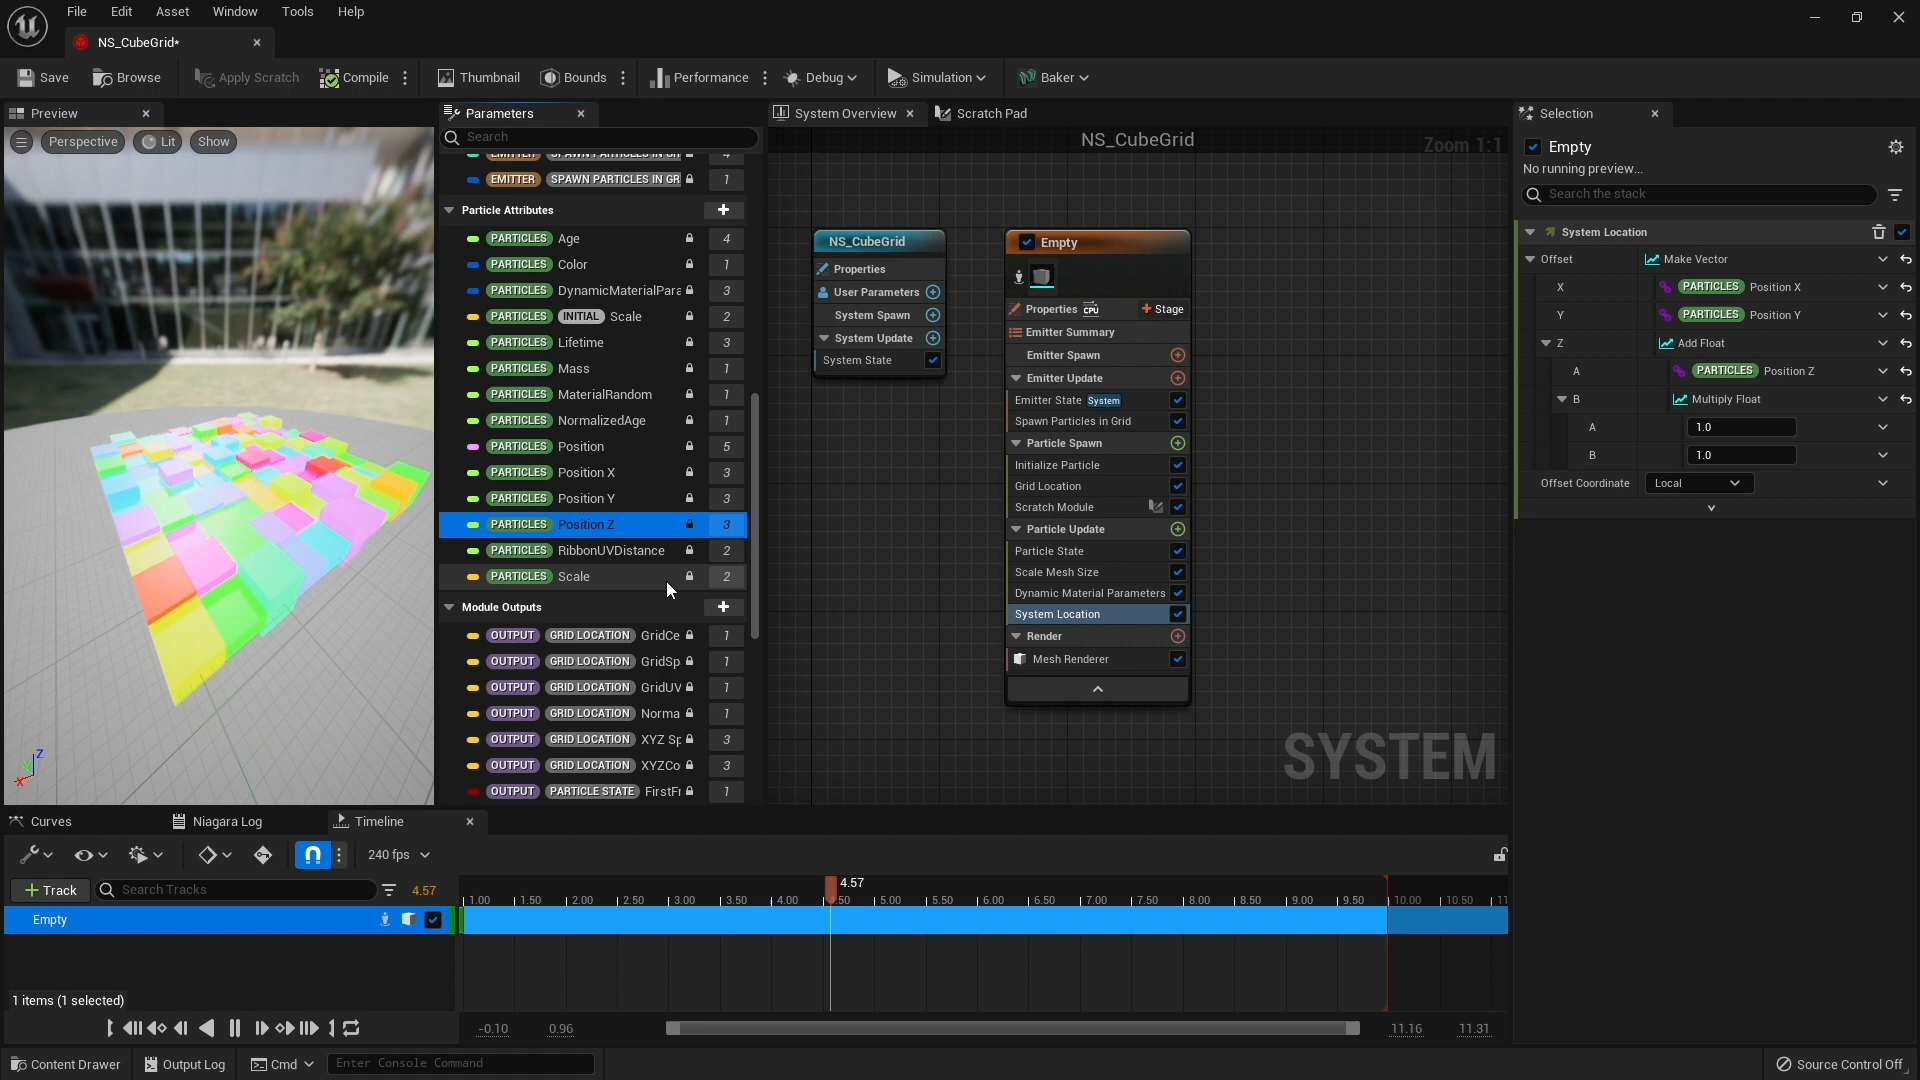 File Edit Asset Window Tools Help
NS_CubeGrid*
Save Browse Apply Scratch Compile Thumbnail Bounds Performance Debug Simulation Baker
Preview
Perspective Lit Show
Parameters
Search
EMITTER SPAWN PARTICLES IN GR 4
EMITTER SPAWN PARTICLES IN GR 1
Particle Attributes
PARTICLES Age 4
PARTICLES Color 1
PARTICLES DynamicMaterialPara 3
PARTICLES INITIAL Scale 2
PARTICLES Lifetime 3
PARTICLES Mass 1
PARTICLES MaterialRandom 1
PARTICLES NormalizedAge 1
PARTICLES Position 5
PARTICLES Position X 3
PARTICLES Position Y 3
PARTICLES Position Z 3
PARTICLES RibbonUVDistance 2
PARTICLES Scale 2
Module Outputs
OUTPUT GRID LOCATION GridCe 1
OUTPUT GRID LOCATION GridSp 1
OUTPUT GRID LOCATION GridUV 1
OUTPUT GRID LOCATION Norma 1
OUTPUT GRID LOCATION XYZ Sp 3
OUTPUT GRID LOCATION XYZCo 3
OUTPUT PARTICLE STATE FirstFr 1
System Overview Scratch Pad
NS_CubeGrid
Zoom 1:1
NS_CubeGrid
Properties
User Parameters
System Spawn
System Update
System State
Empty
Properties CPU Stage
Emitter Summary
Emitter Spawn
Emitter Update
Emitter State System
Spawn Particles in Grid
Particle Spawn
Initialize Particle
Grid Location
Scratch Module
Particle Update
Particle State
Scale Mesh Size
Dynamic Material Parameters
System Location
Render
Mesh Renderer
SYSTEM
Selection
Empty
No running preview...
Search the stack
System Location
Offset Make Vector
X PARTICLES Position X
Y PARTICLES Position Y
Z Add Float
A PARTICLES Position Z
B Multiply Float
A 1.0
B 1.0
Offset Coordinate Local
Z
X
Curves Niagara Log Timeline
240 fps
Track Search Tracks 4.57
4.57
1.00 1.50 2.00 2.50 3.00 3.50 4.00 4.50 5.00 5.50 6.00 6.50 7.00 7.50 8.00 8.50 9.00 9.50 10.00 10.50 11
Empty
1 items (1 selected)
-0.10 0.96 11.16 11.31
Content Drawer Output Log Cmd Enter Console Command Source Control Off